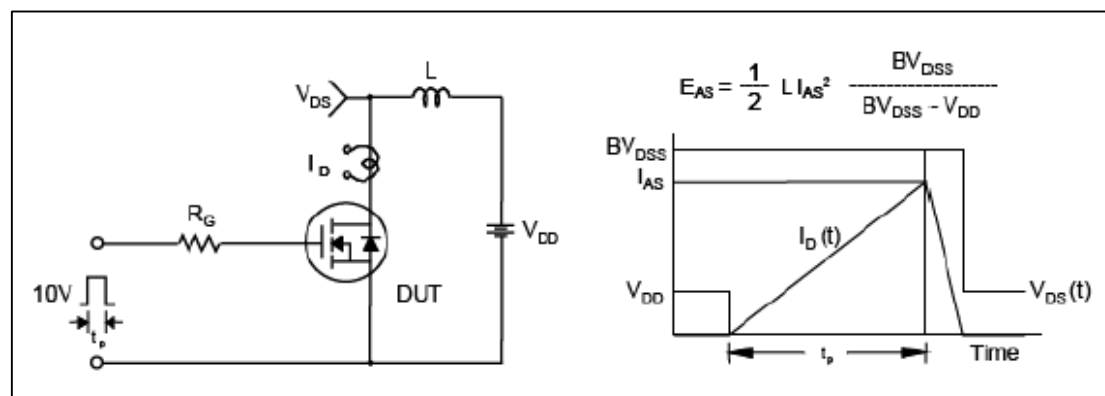 V_DS
L
I_D
R_G
10V
t_p
DUT
V_DD
E_AS = 1/2 L I_AS² BV_DSS / BV_DSS - V_DD
BV_DSS
I_AS
I_D (t)
V_DD
V_DS (t)
t_p
Time